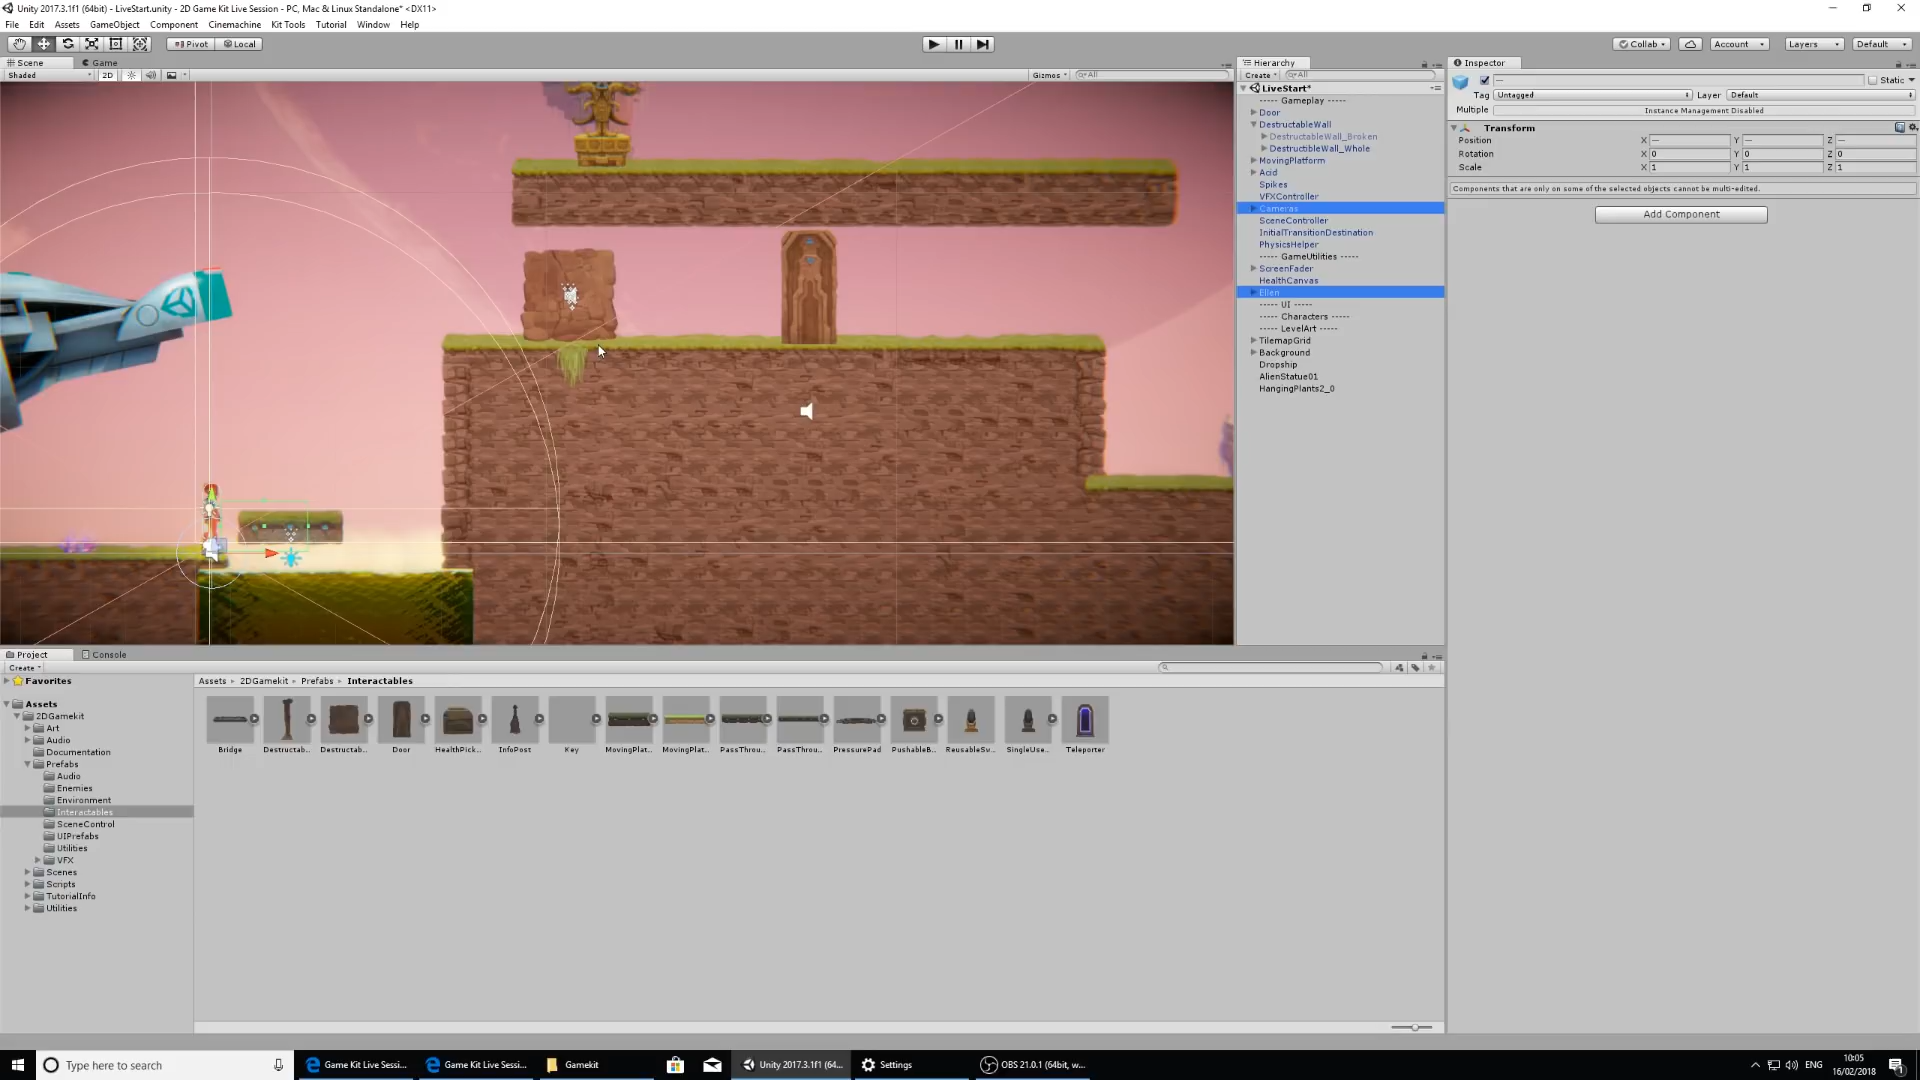 Unity 2017.3.1f1 (64bit) - LiveStart.unity - 2D Game Kit Live Session - PC, Mac & Linux Standalone* <DX11>
File Edit Assets GameObject Component Cinemachine Kit Tools Tutorial Window Help
Pivot Local Collab Account Layers Default
Scene Game
Shaded 2D Gizmos All
Hierarchy
Create All
LiveStart*
----- Gameplay -----
Door
DestructableWall
DestructableWall_Broken
DestructibleWall_Whole
MovingPlatform
Acid
Spikes
VFXController
Cameras
SceneController
InitialTransitionDestination
PhysicsHelper
----- GameUtilities -----
ScreenFader
HealthCanvas
Ellen
----- UI -----
----- Characters -----
----- LevelArt -----
TilemapGrid
Background
Dropship
AlienStatue01
HangingPlants2_0
Inspector
— Static
Tag Untagged Layer Default
Multiple Instance Management Disabled
Transform
Position X — Y — Z —
Rotation X 0 Y 0 Z 0
Scale X 1 Y 1 Z 1
Components that are only on some of the selected objects cannot be multi-edited.
Add Component
Project Console
Create
Favorites
Assets
2DGamekit
Art
Audio
Documentation
Prefabs
Audio
Enemies
Environment
Interactables
SceneControl
UIPrefabs
Utilities
VFX
Scenes
Scripts
TutorialInfo
Utilities
Assets 2DGamekit Prefabs Interactables
Bridge Destructab... Destructab... Door HealthPick... InfoPost Key MovingPlat... MovingPlat... PassThrou... PassThrou... PressurePad PushableB... ReusableSw... SingleUse... Teleporter
Type here to search
Game Kit Live Sessi... Game Kit Live Sessi... Gamekit Unity 2017.3.1f1 (64... Settings OBS 21.0.1 (64bit, w...
ENG
10:05
16/02/2018